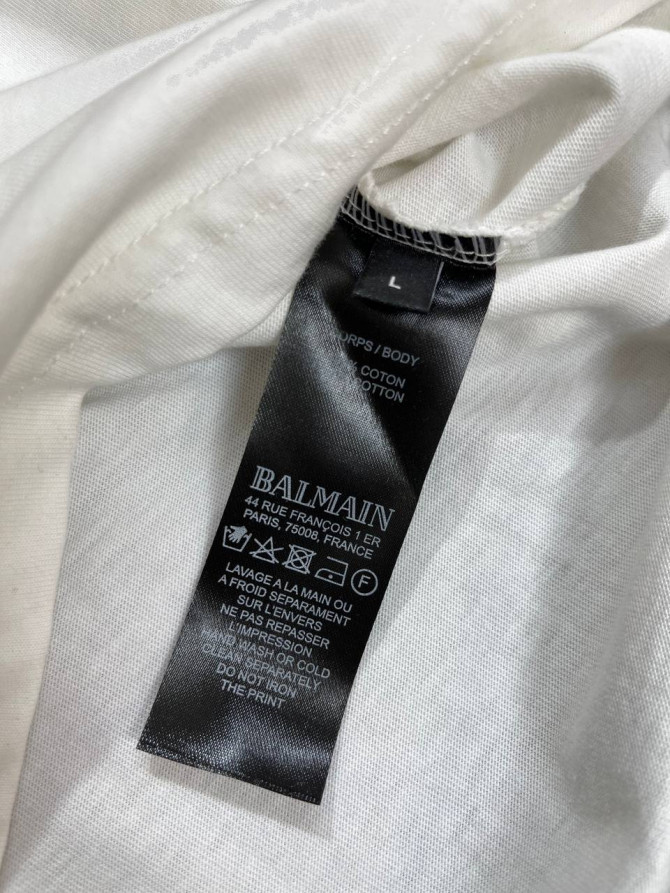 L
CORPS / BODY
% COTON
COTTON
BALMAIN
44 RUE FRANÇOIS 1 ER
PARIS, 75008, FRANCE
F
LAVAGE A LA MAIN OU
A FROID SEPARAMENT
SUR L'ENVERS
NE PAS REPASSER
L'IMPRESSION
HAND WASH OR COLD
CLEAN SEPARATELY
DO NOT IRON
THE PRINT